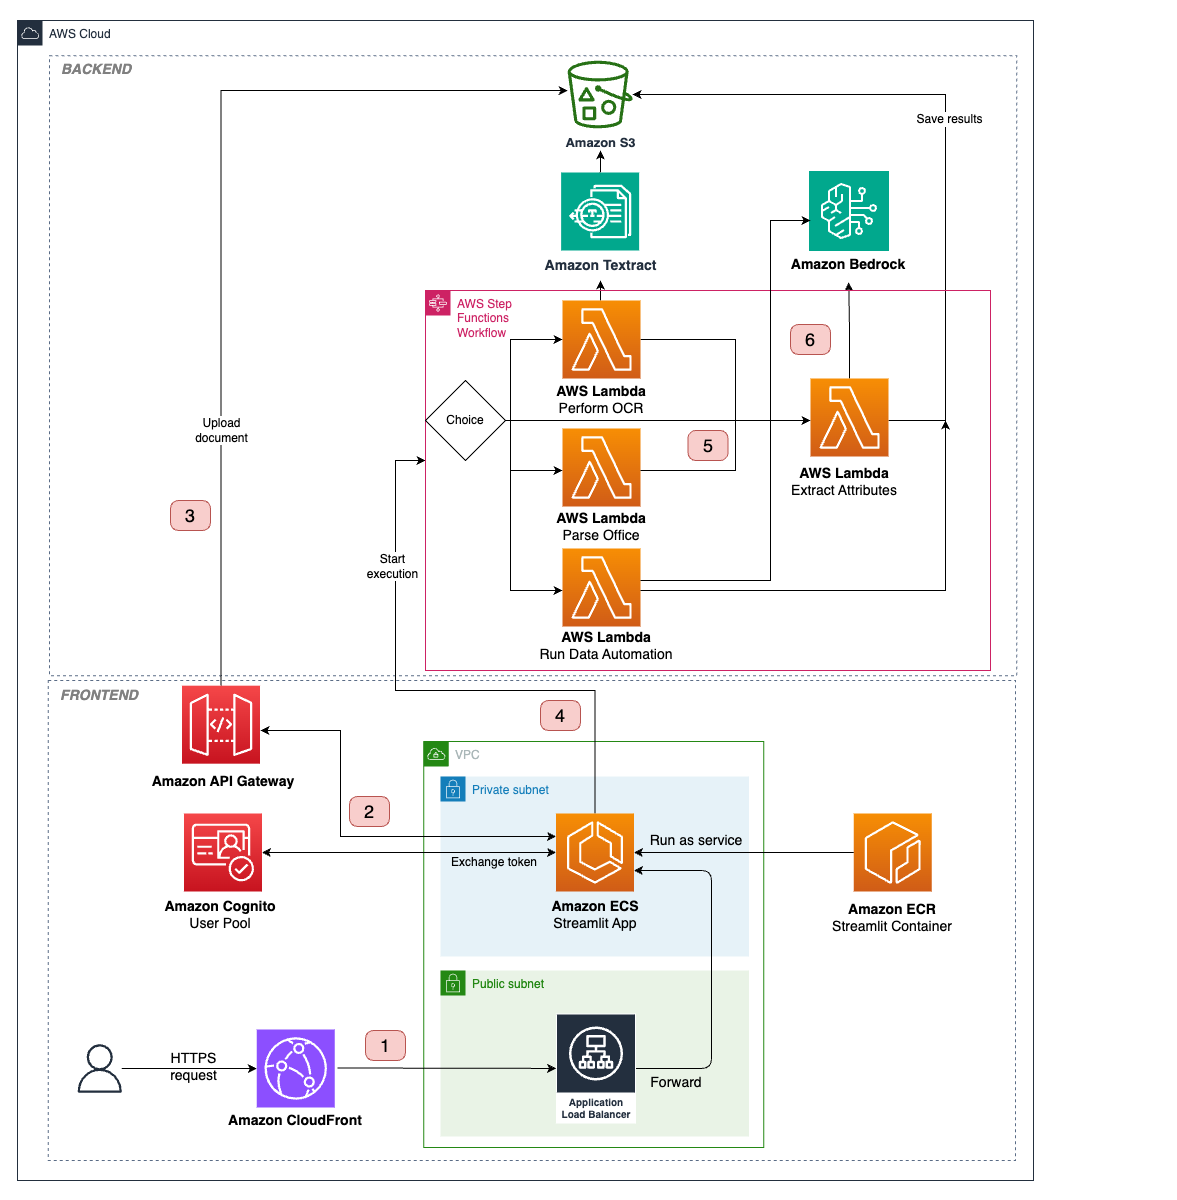 AWS Cloud
BACKEND
Amazon S3
Save results
Amazon Textract
Amazon Bedrock
AWS Step
Functions
Workflow
6
AWS Lambda
Perform OCR
Choice
Upload
document
5
AWS Lambda
Extract Attributes
3
AWS Lambda
Parse Office
Start
execution
AWS Lambda
Run Data Automation
FRONTEND
4
VPC
Amazon API Gateway
Private subnet
2
Run as service
Exchange token
Amazon Cognito
User Pool
Amazon ECS
Streamlit App
Amazon ECR
Streamlit Container
Public subnet
1
HTTPS
request
Forward
Application
Load Balancer
Amazon CloudFront